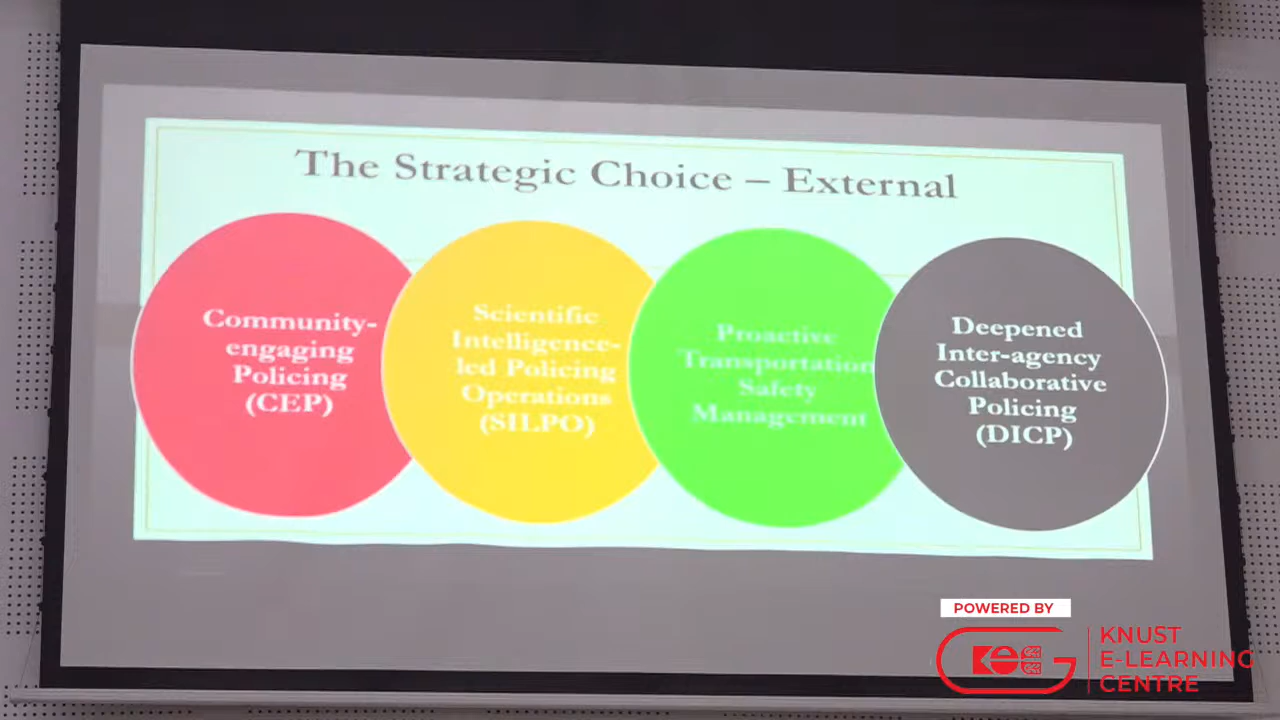 The Strategic Choice – External
Community-
engaging
Policing
(CEP)
Scientific
Intelligence-
led Policing
Operations
(SILPO)
Proactive
Transportation
Safety
Management
Deepened
Inter-agency
Collaborative
Policing
(DICP)
POWERED BY
KNUST
E-LEARNING
CENTRE